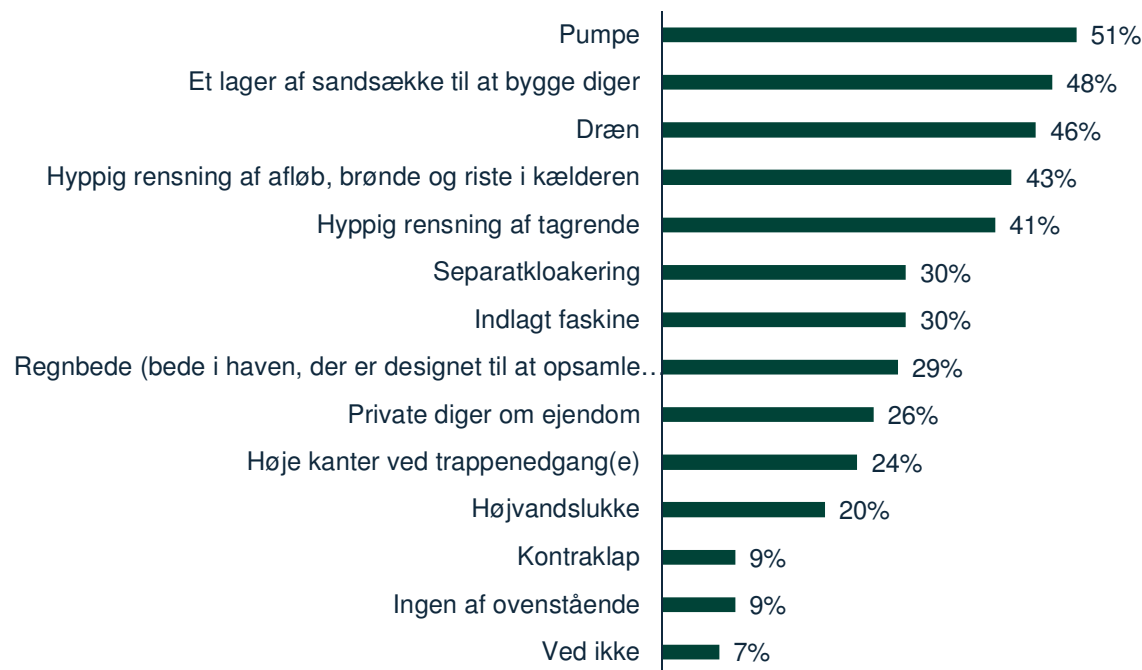 Pumpe 51%
Et lager af sandsække til at bygge diger 48%
Dræn 46%
Hyppig rensning af afløb, brønde og riste i kælderen 43%
Hyppig rensning af tagrende 41%
Separatkloakering 30%
Indlagt faskine 30%
Regnbede (bede i haven, der er designet til at opsamle… 29%
Private diger om ejendom 26%
Høje kanter ved trappenedgang(e) 24%
Højvandslukke 20%
Kontraklap 9%
Ingen af ovenstående 9%
Ved ikke 7%